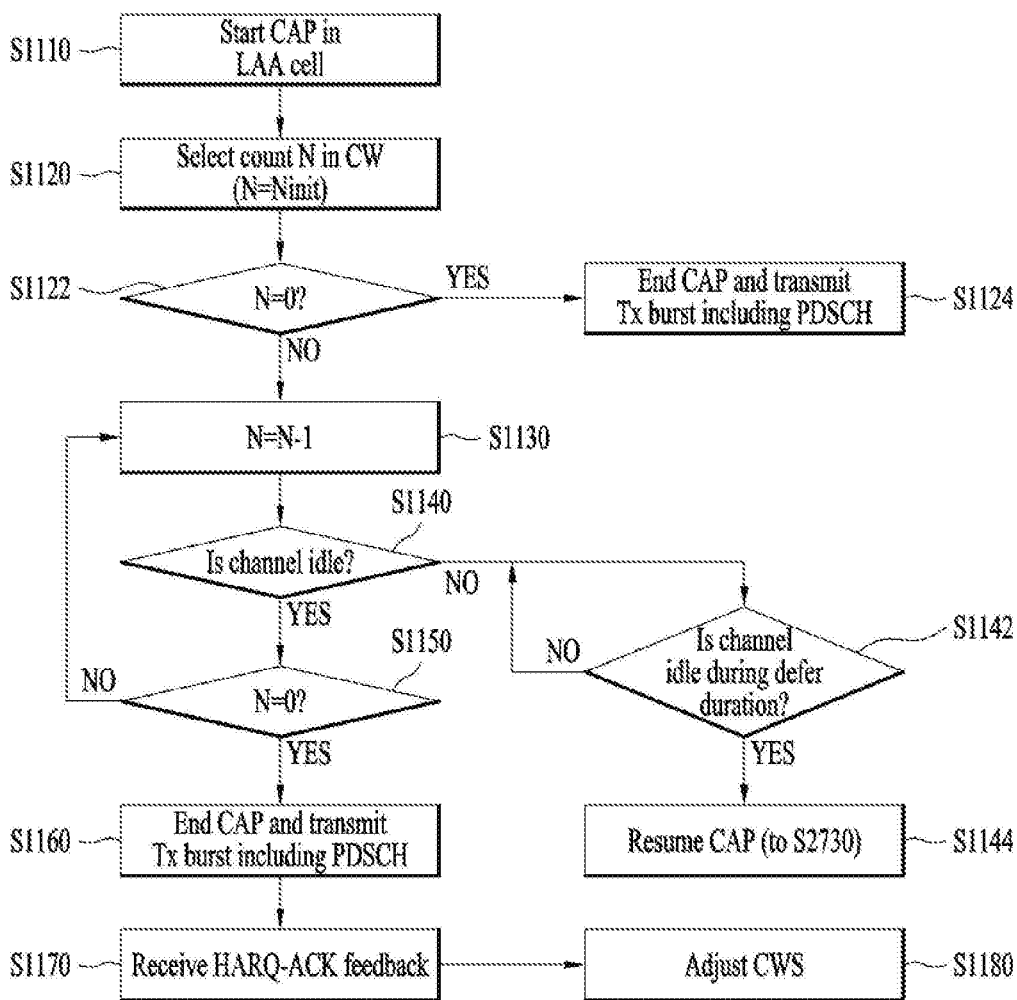 S1110
Start CAP in
LAA cell
S1120
Select count N in CW
(N=Ninit)
S1122
N=0?
YES
NO
End CAP and transmit
Tx burst including PDSCH
S1124
N=N-1
S1130
S1140
Is channel idle?
NO
YES
S1150
N=0?
NO
YES
S1142
Is channel
idle during defer
duration?
NO
YES
S1160
End CAP and transmit
Tx burst including PDSCH
Resume CAP (to S2730)
S1144
S1170
Receive HARQ-ACK feedback
Adjust CWS
S1180